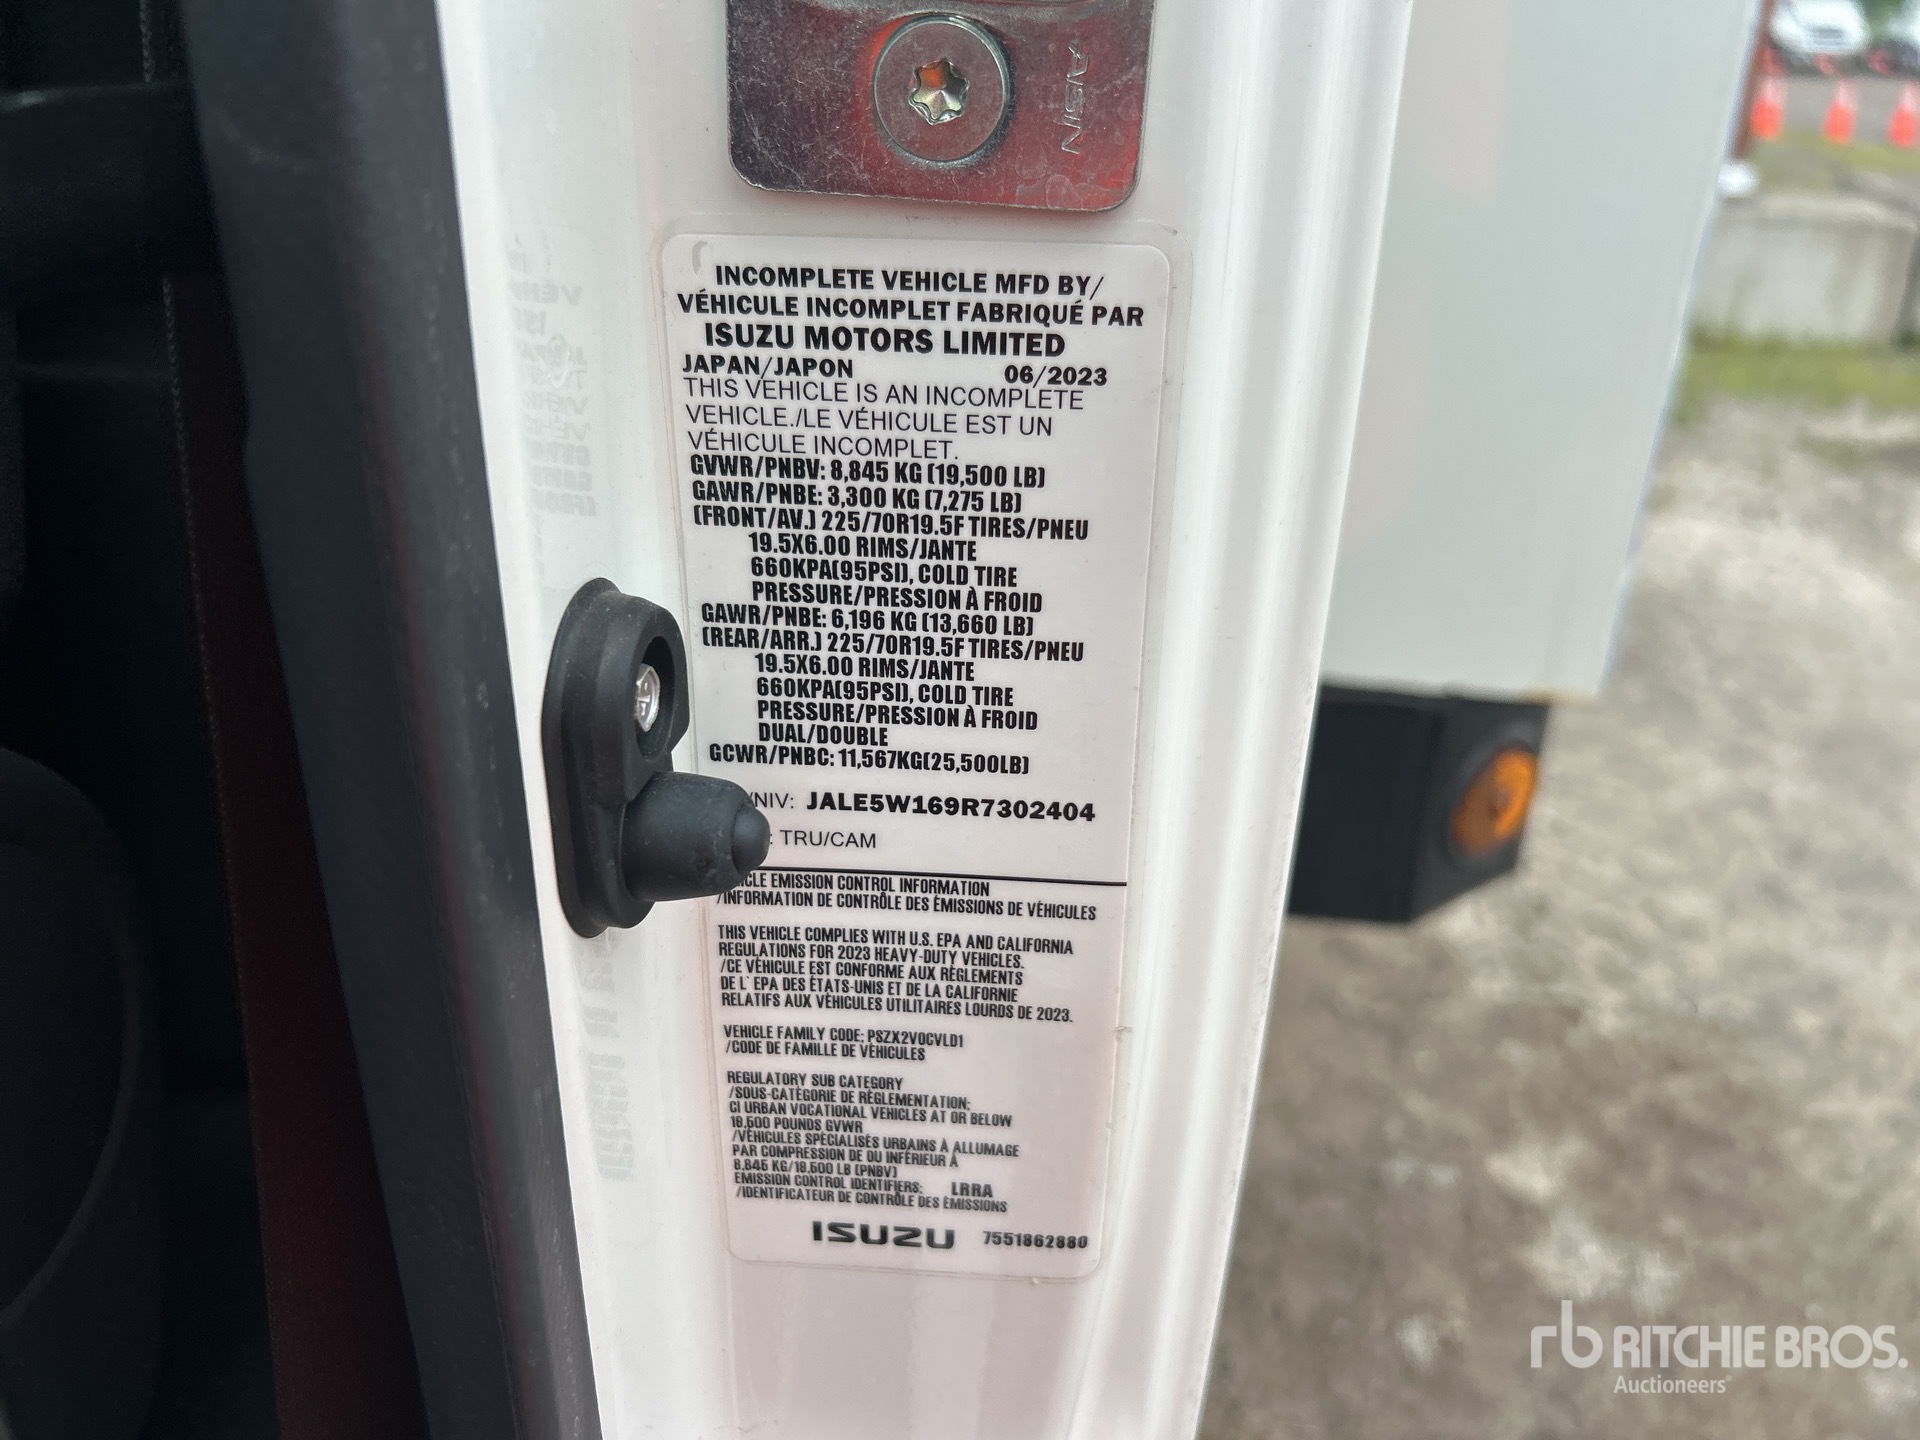 AISIN
INCOMPLETE VEHICLE MFD BY/
VÉHICULE INCOMPLET FABRIQUÉ PAR
ISUZU MOTORS LIMITED
JAPAN/JAPON 06/2023
THIS VEHICLE IS AN INCOMPLETE
VEHICLE./LE VÉHICULE EST UN
VÉHICULE INCOMPLET.
GVWR/PNBV: 8,845 KG (19,500 LB)
GAWR/PNBE: 3,300 KG (7,275 LB)
(FRONT/AV.) 225/70R19.5F TIRES/PNEU
19.5X6.00 RIMS/JANTE
660KPA(95PSI), COLD TIRE
PRESSURE/PRESSION À FROID
GAWR/PNBE: 6,196 KG (13,660 LB)
(REAR/ARR.) 225/70R19.5F TIRES/PNEU
19.5X6.00 RIMS/JANTE
660KPA(95PSI), COLD TIRE
PRESSURE/PRESSION À FROID
DUAL/DOUBLE
GCWR/PNBC: 11,567KG(25,500LB)
/NIV: JALE5W169R7302404
: TRU/CAM
ICLE EMISSION CONTROL INFORMATION
/INFORMATION DE CONTRÔLE DES ÉMISSIONS DE VÉHICULES
THIS VEHICLE COMPLIES WITH U.S. EPA AND CALIFORNIA
REGULATIONS FOR 2023 HEAVY-DUTY VEHICLES.
/CE VÉHICULE EST CONFORME AUX RÈGLEMENTS
DE L' EPA DES ÉTATS-UNIS ET DE LA CALIFORNIE
RELATIFS AUX VÉHICULES UTILITAIRES LOURDS DE 2023.
VEHICLE FAMILY CODE: PSZX2VOCVLD1
/CODE DE FAMILLE DE VÉHICULES
REGULATORY SUB CATEGORY
/SOUS-CATÉGORIE DE RÉGLEMENTATION:
CI URBAN VOCATIONAL VEHICLES AT OR BELOW
19,500 POUNDS GVWR
/VÉHICULES SPÉCIALISÉS URBAINS À ALLUMAGE
PAR COMPRESSION DE OU INFÉRIEUR À
8,845 KG/19,500 LB (PNBV)
EMISSION CONTROL IDENTIFIERS: LRRA
/IDENTIFICATEUR DE CONTRÔLE DES ÉMISSIONS
ISUZU 7551862880
rb RITCHIE BROS.
Auctioneers